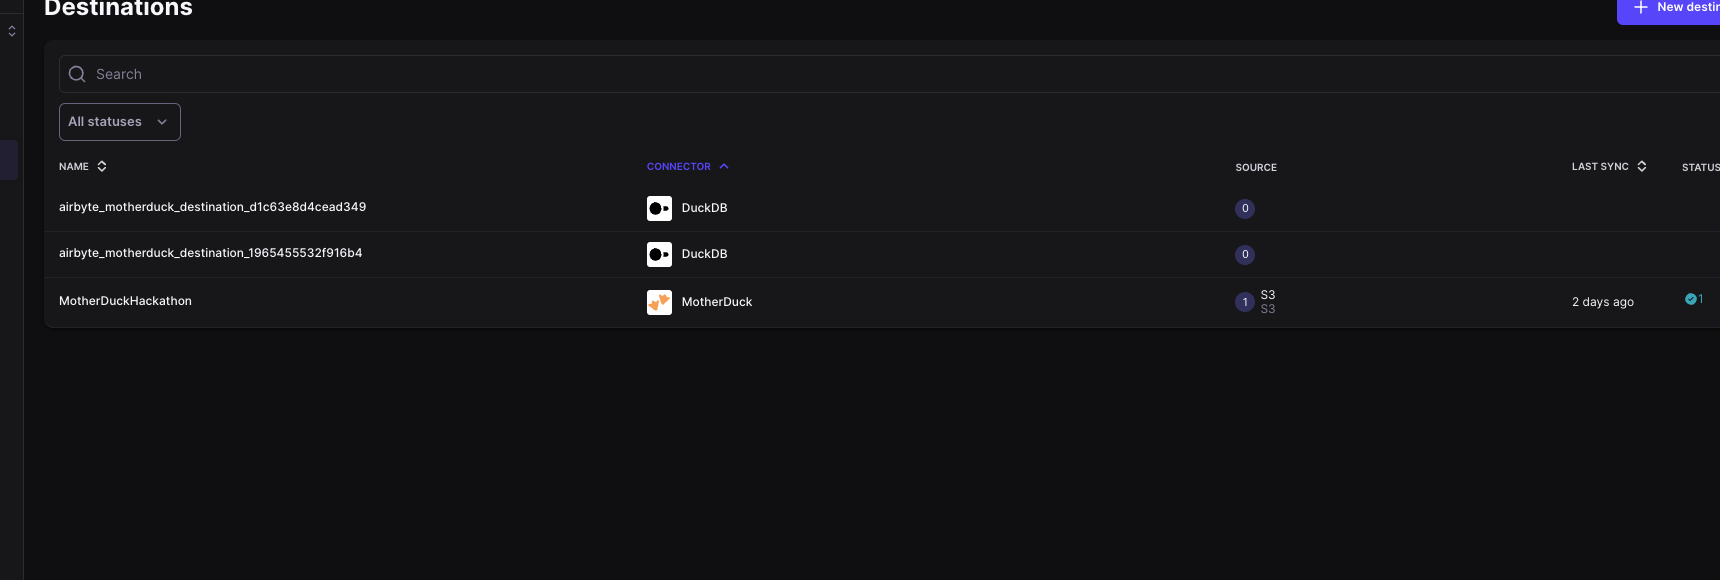 Destinations
New desti
Search
All statuses
NAME CONNECTOR SOURCE LAST SYNC STATUS
airbyte_motherduck_destination_d1c63e8d4cead349 DuckDB 0
airbyte_motherduck_destination_1965455532f916b4 DuckDB 0
MotherDuckHackathon MotherDuck 1 S3 2 days ago 1
S3